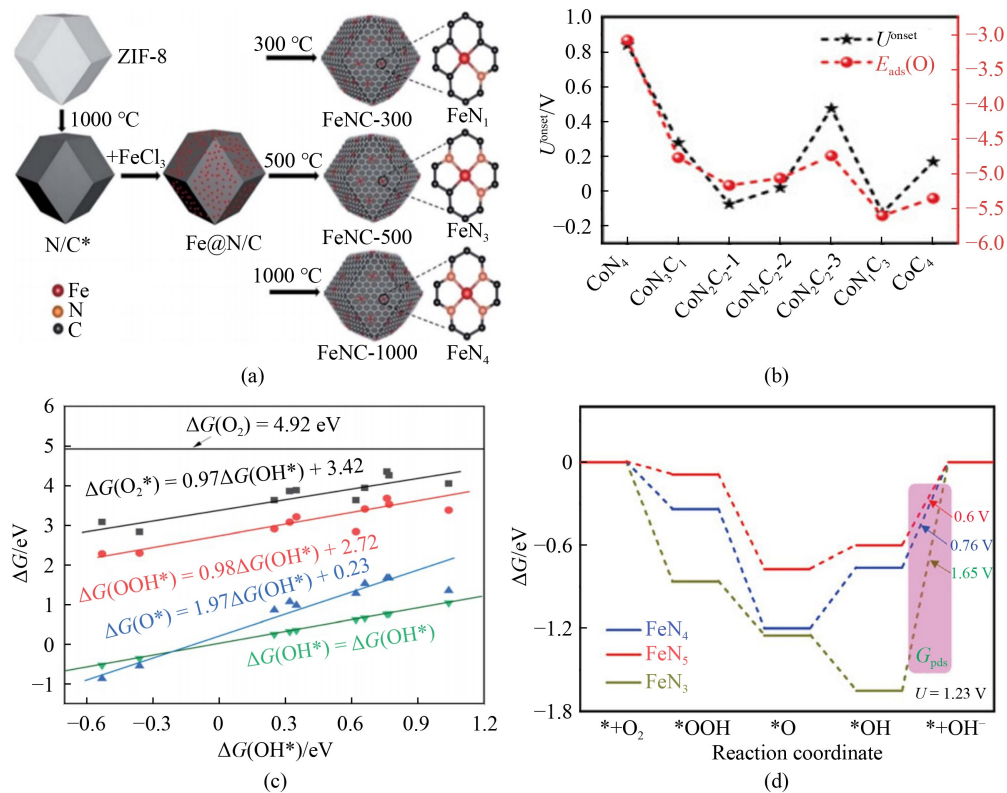 ZIF-8
1000 °C
+FeCl₃
N/C*
Fe@N/C
Fe
N
C
300 °C
FeNC-300
FeN₁
500 °C
FeNC-500
FeN₃
1000 °C
FeNC-1000
FeN₄
(a)
Uᵒⁿˢᵉᵗ/V
1.0
0.8
0.6
0.4
0.2
0
−0.2
Uᵒⁿˢᵉᵗ
E_ads(O)
−3.0
−3.5
−4.0
−4.5
−5.0
−5.5
−6.0
CoN₄
CoN₃C₁
CoN₂C₂-1
CoN₂C₂-2
CoN₂C₂-3
CoN₁C₃
CoC₄
(b)
ΔG/eV
6
5
4
3
2
1
0
−1
ΔG(O₂) = 4.92 eV
ΔG(O₂*) = 0.97ΔG(OH*) + 3.42
ΔG(OOH*) = 0.98ΔG(OH*) + 2.72
ΔG(O*) = 1.97ΔG(OH*) + 0.23
ΔG(OH*) = ΔG(OH*)
−0.6
−0.3
0
0.3
0.6
0.9
1.2
ΔG(OH*)/eV
(c)
ΔG/eV
0
−0.6
−1.2
−1.8
0.6 V
0.76 V
1.65 V
G_pds
U = 1.23 V
FeN₄
FeN₅
FeN₃
*+O₂
*OOH
*O
*OH
*+OH⁻
Reaction coordinate
(d)